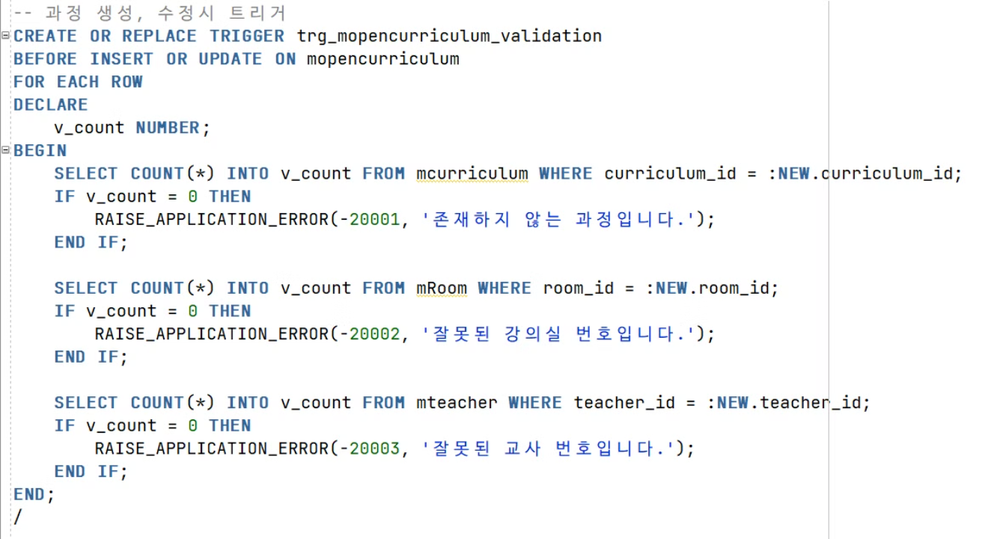 -- 과정 생성, 수정시 트리거
CREATE OR REPLACE TRIGGER trg_mopencurriculum_validation
BEFORE INSERT OR UPDATE ON mopencurriculum
FOR EACH ROW
DECLARE
    v_count NUMBER;
BEGIN
    SELECT COUNT(*) INTO v_count FROM mcurriculum WHERE curriculum_id = :NEW.curriculum_id;
    IF v_count = 0 THEN
        RAISE_APPLICATION_ERROR(-20001, '존재하지 않는 과정입니다.');
    END IF;

    SELECT COUNT(*) INTO v_count FROM mRoom WHERE room_id = :NEW.room_id;
    IF v_count = 0 THEN
        RAISE_APPLICATION_ERROR(-20002, '잘못된 강의실 번호입니다.');
    END IF;

    SELECT COUNT(*) INTO v_count FROM mteacher WHERE teacher_id = :NEW.teacher_id;
    IF v_count = 0 THEN
        RAISE_APPLICATION_ERROR(-20003, '잘못된 교사 번호입니다.');
    END IF;
END;
/